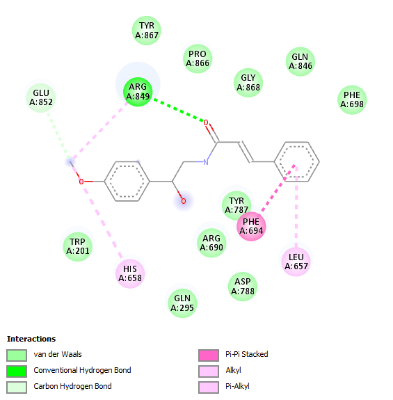 TYR
A:867
PRO
A:866
GLN
A:846
GLY
A:868
GLU
A:852
ARG
A:849
PHE
A:698
O
N
TYR
A:787
O
O
PHE
A:694
ARG
A:690
TRP
A:201
HIS
A:658
LEU
A:657
ASP
A:788
GLN
A:295
Interactions
van der Waals
Conventional Hydrogen Bond
Carbon Hydrogen Bond
Pi-Pi Stacked
Alkyl
Pi-Alkyl